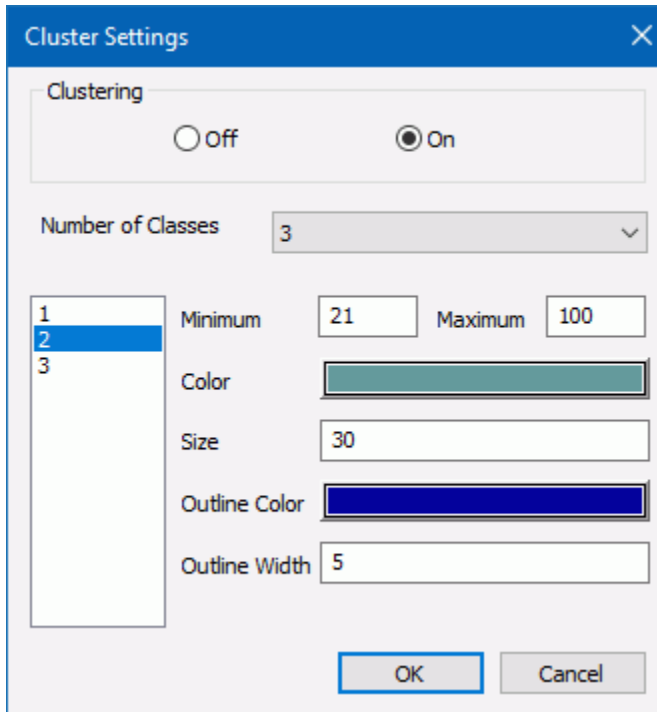 Cluster Settings
Clustering
Off On
Number of Classes 3
1
2
3
Minimum 21 Maximum 100
Color
Size 30
Outline Color
Outline Width 5
OK Cancel